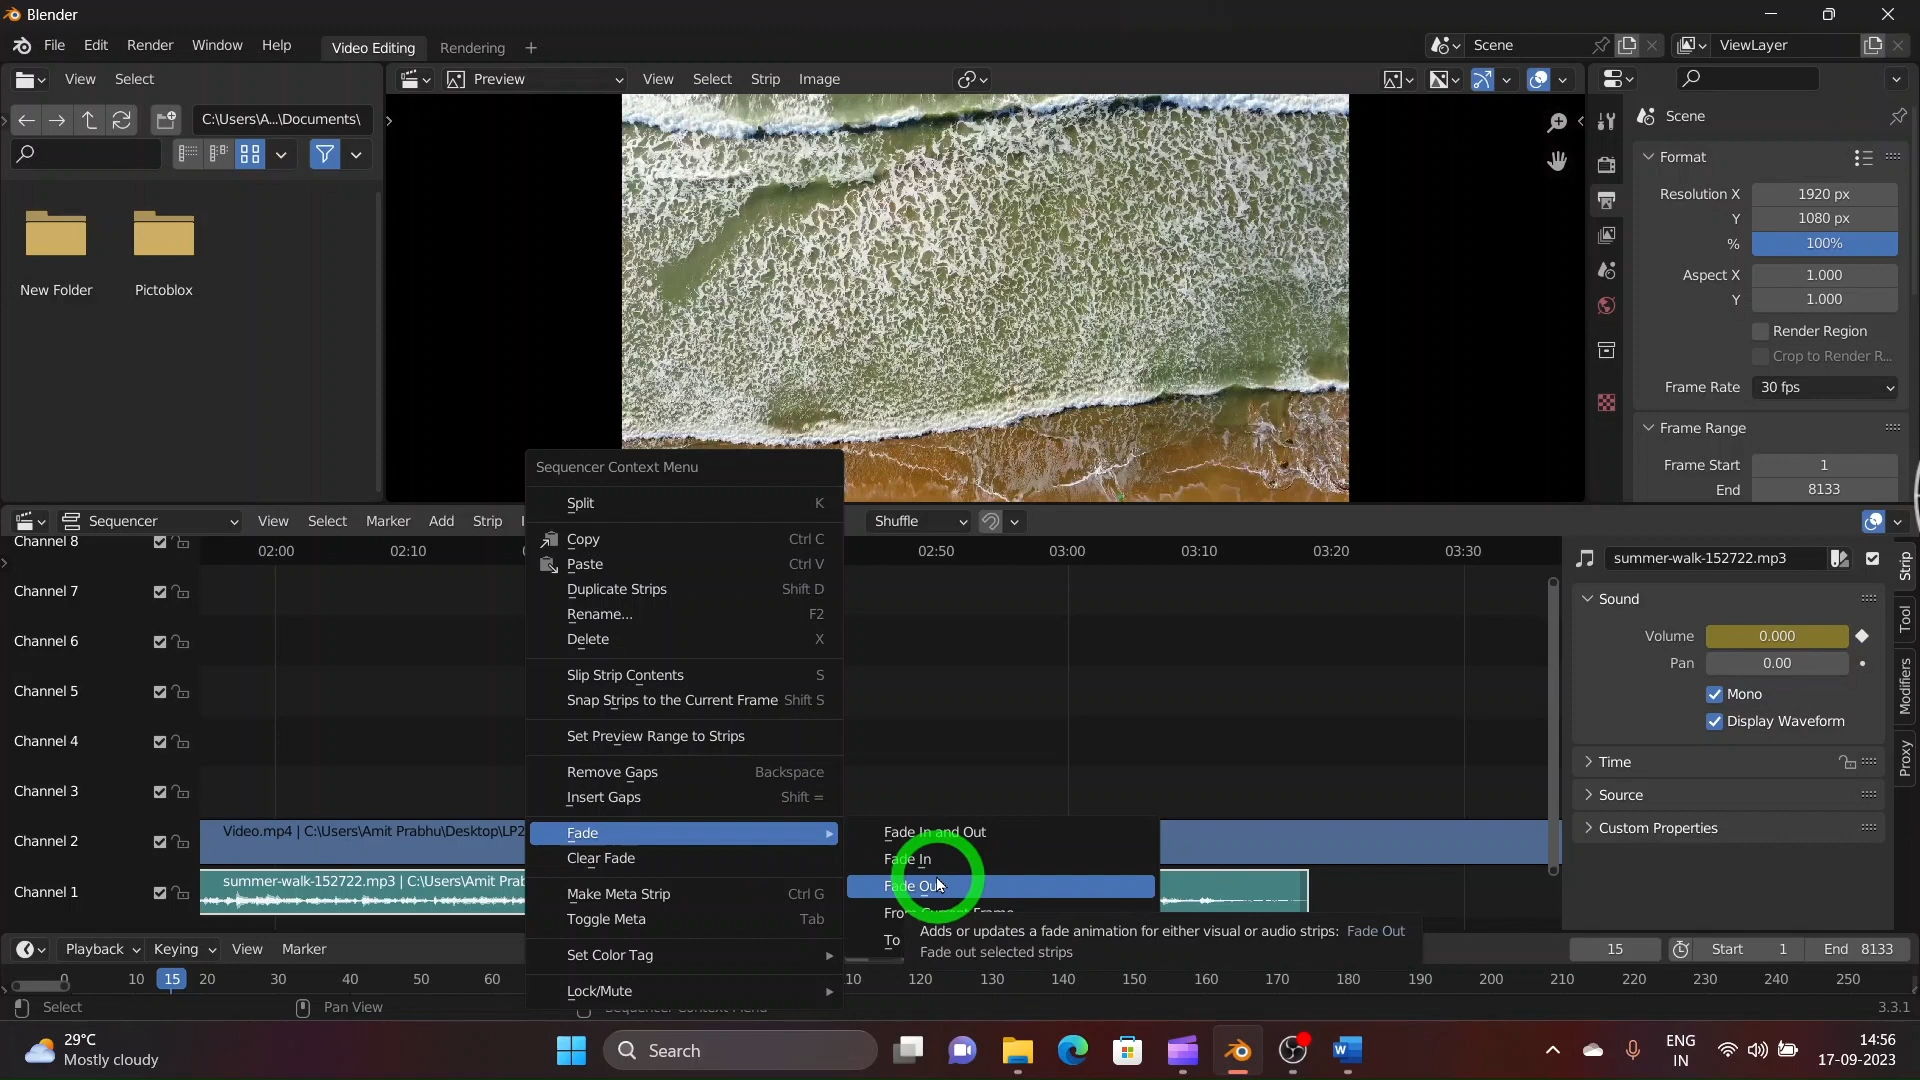 Blender
File Edit Render Window Help Video Editing Rendering + Scene ViewLayer
View Select
Preview View Select Strip Image
C:\Users\A...\Documents\
New Folder Pictoblox
Scene
Format
Resolution X 1920 px
Y 1080 px
% 100%
Aspect X 1.000
Y 1.000
Render Region
Crop to Render R...
Frame Rate 30 fps
Frame Range
Frame Start 1
End 8133
Sequencer View Select Marker Add Strip
Shuffle
02:00 02:10 02:50 03:00 03:10 03:20 03:30
Channel 8
Channel 7
Channel 6
Channel 5
Channel 4
Channel 3
Channel 2
Channel 1
Video.mp4 | C:\Users\Amit Prabhu\Desktop\LP2
summer-walk-152722.mp3 | C:\Users\Amit Prab
Sequencer Context Menu
Split K
Copy Ctrl C
Paste Ctrl V
Duplicate Strips Shift D
Rename... F2
Delete X
Slip Strip Contents S
Snap Strips to the Current Frame Shift S
Set Preview Range to Strips
Remove Gaps Backspace
Insert Gaps Shift =
Fade
Clear Fade
Make Meta Strip Ctrl G
Toggle Meta Tab
Set Color Tag
Lock/Mute
Fade In and Out
Fade In
Fade Out
To
Adds or updates a fade animation for either visual or audio strips: Fade Out
Fade out selected strips
summer-walk-152722.mp3
Sound
Volume 0.000
Pan 0.00
Mono
Display Waveform
Time
Source
Custom Properties
Strip
Tool
Modifiers
Proxy
Playback Keying View Marker
15 Start 1 End 8133
0 10 15 20 30 40 50 60 10 120 130 140 150 160 170 180 190 200 210 220 230 240 250
Select Pan View 3.3.1
29°C
Mostly cloudy
Search
ENG
IN
14:56
17-09-2023